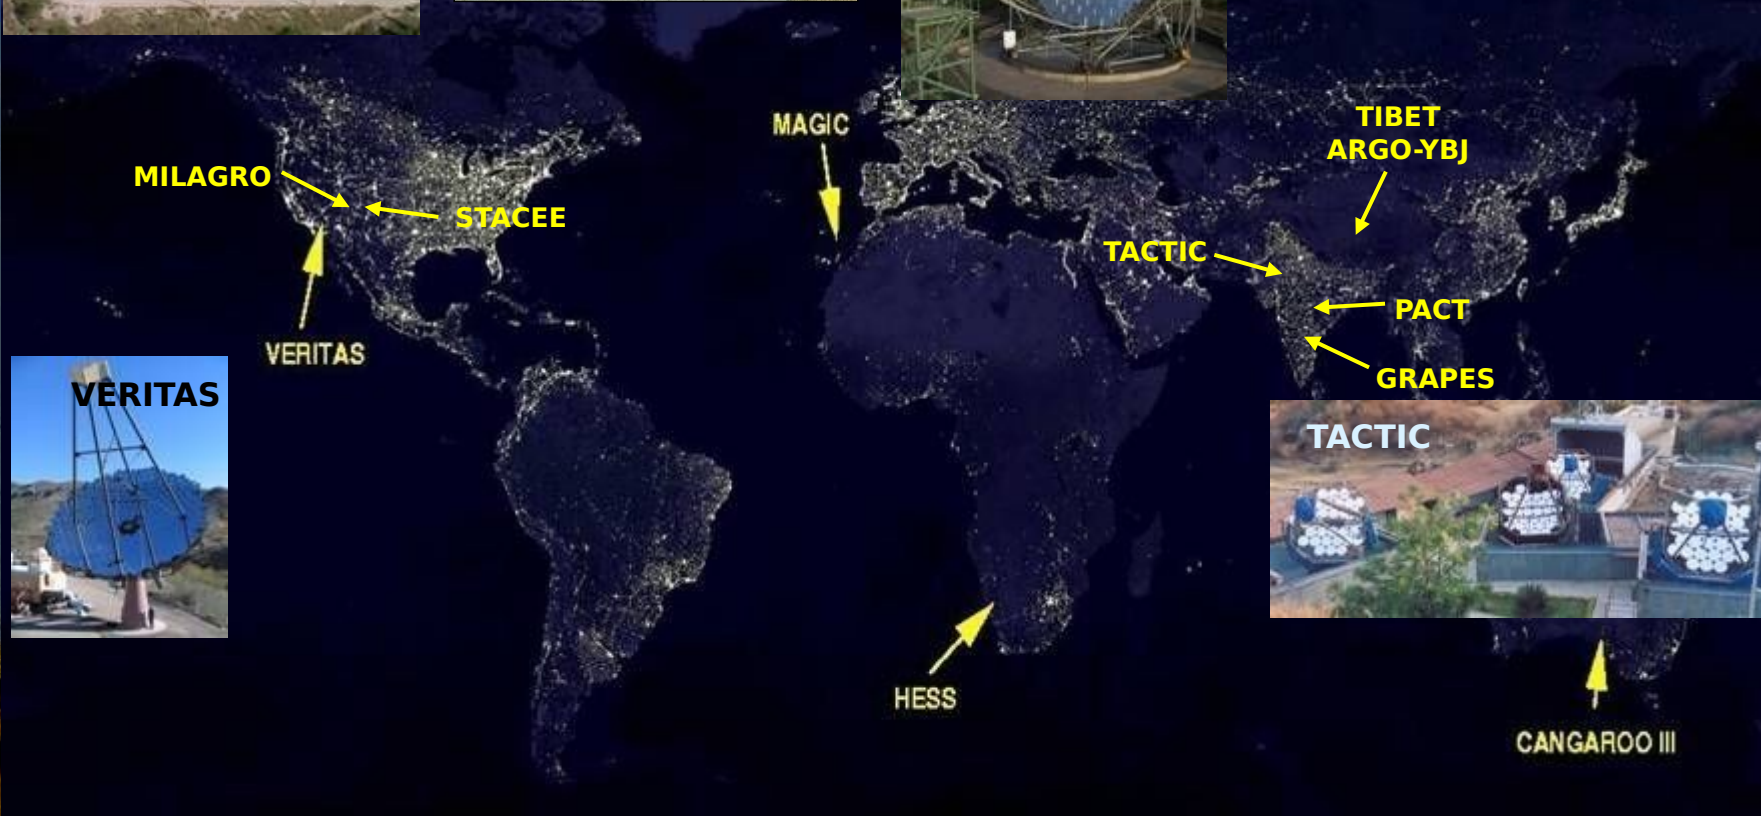 TIBET
ARGO-YBJ
MAGIC
MILAGRO
STACEE
TACTIC
PACT
VERITAS
GRAPES
VERITAS
TACTIC
HESS
CANGAROO III